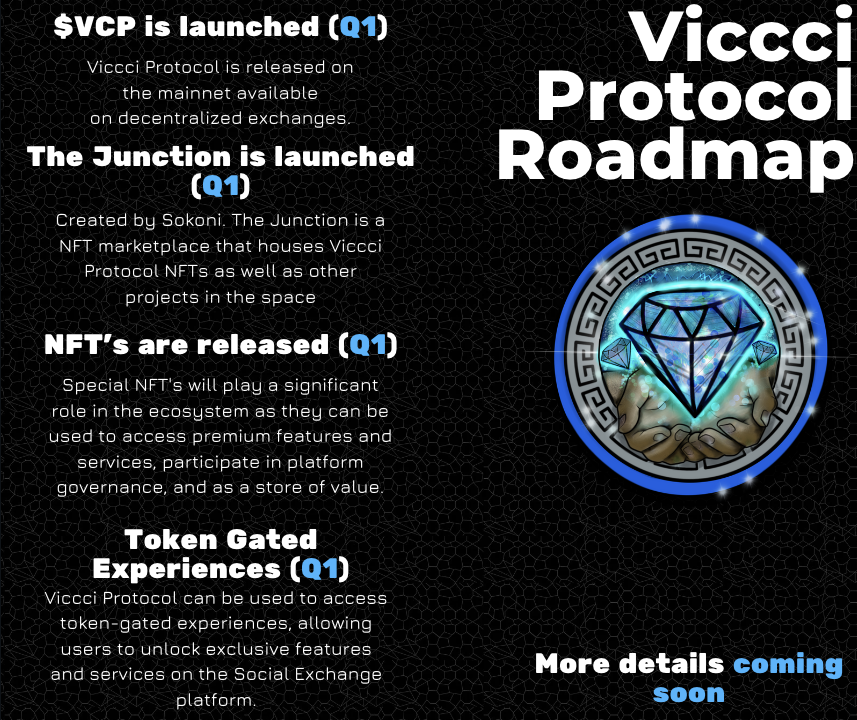 Viccci
Protocol
Roadmap
$VCP is launched (Q1)
Viccci Protocol is released on
the mainnet available
on decentralized exchanges.
The Junction is launched
(Q1)
Created by Sokoni. The Junction is a
NFT marketplace that houses Viccci
Protocol NFTs as well as other
projects in the space
NFT’s are released (Q1)
Special NFT's will play a significant
role in the ecosystem as they can be
used to access premium features and
services, participate in platform
governance, and as a store of value.
Token Gated
Experiences (Q1)
Viccci Protocol can be used to access
token-gated experiences, allowing
users to unlock exclusive features
and services on the Social Exchange
platform.
More details coming
soon